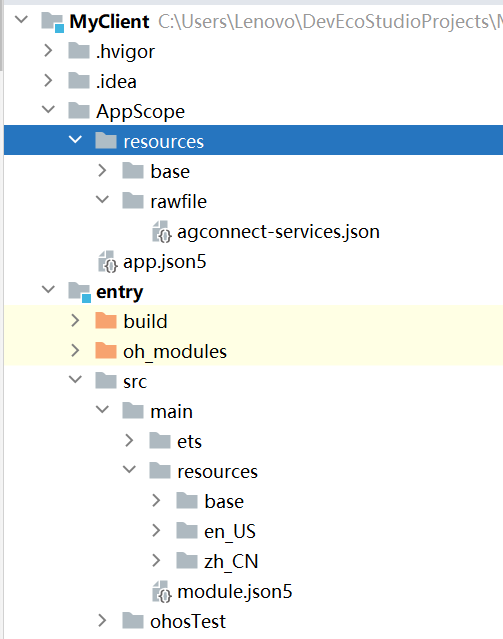 MyClient C:\Users\Lenovo\DevEcoStudioProjects\
.hvigor
.idea
AppScope
resources
base
rawfile
agconnect-services.json
app.json5
entry
build
oh_modules
src
main
ets
resources
base
en_US
zh_CN
module.json5
ohosTest